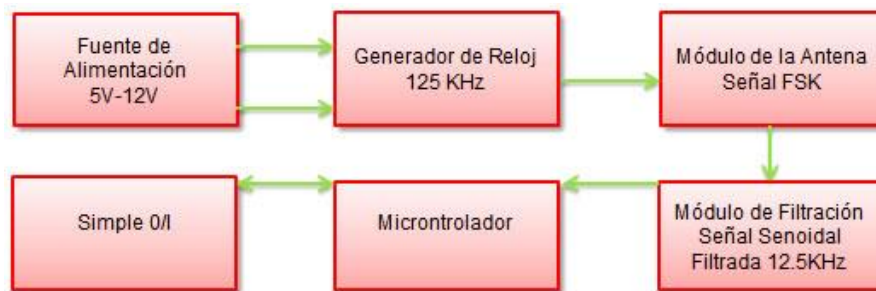 Fuente de
Alimentación
5V-12V
Generador de Reloj
125 KHz
Módulo de la Antena
Señal FSK
Simple 0/I
Microntrolador
Módulo de Filtración
Señal Senoidal
Filtrada 12.5KHz